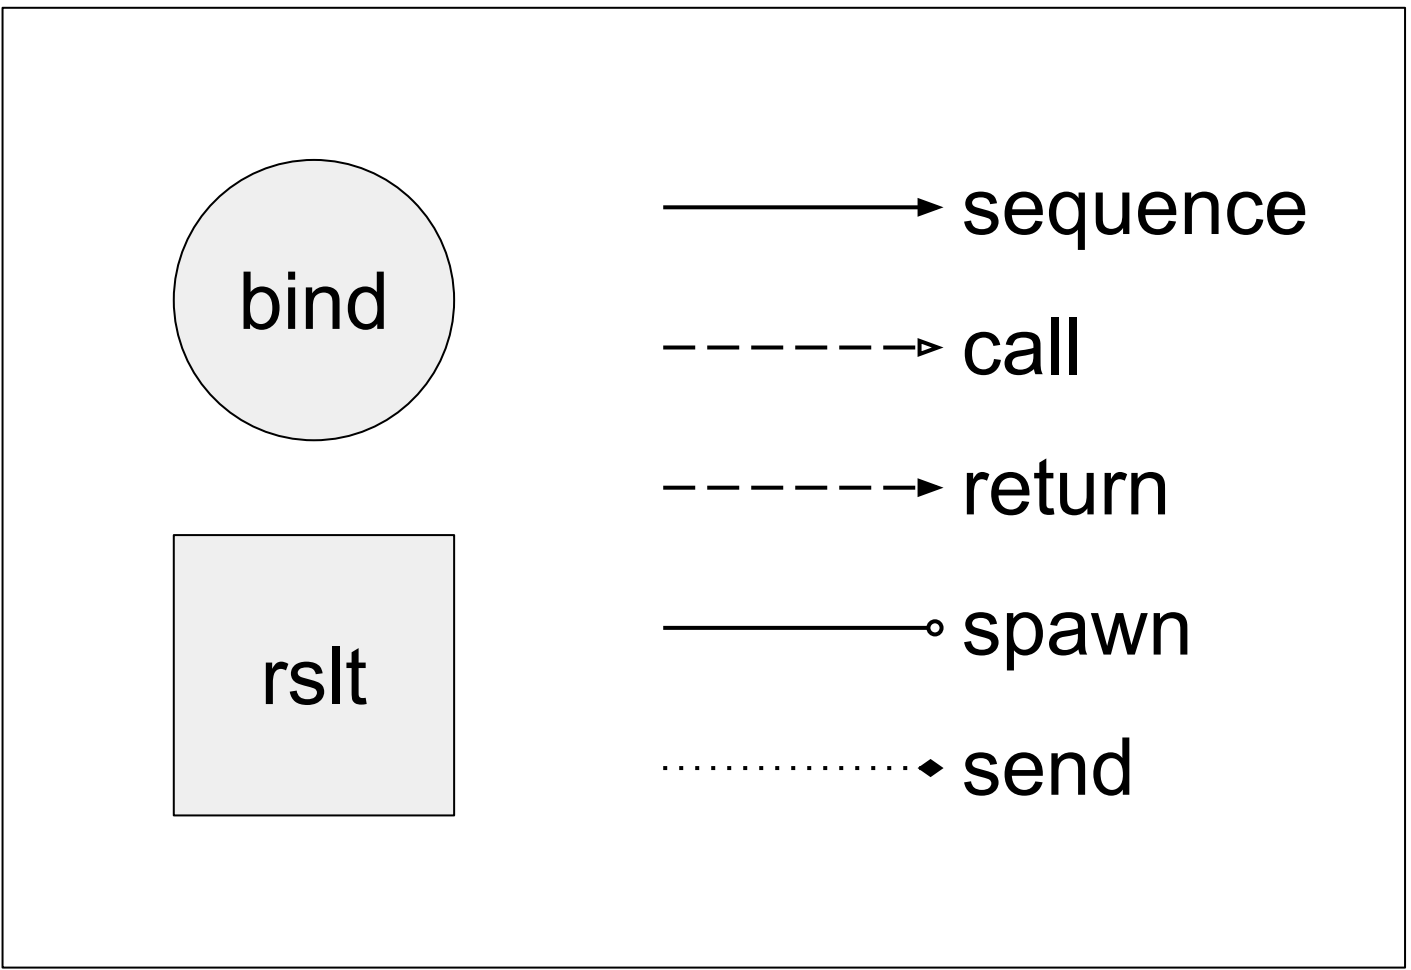 bind
rslt
sequence
call
return
spawn
send